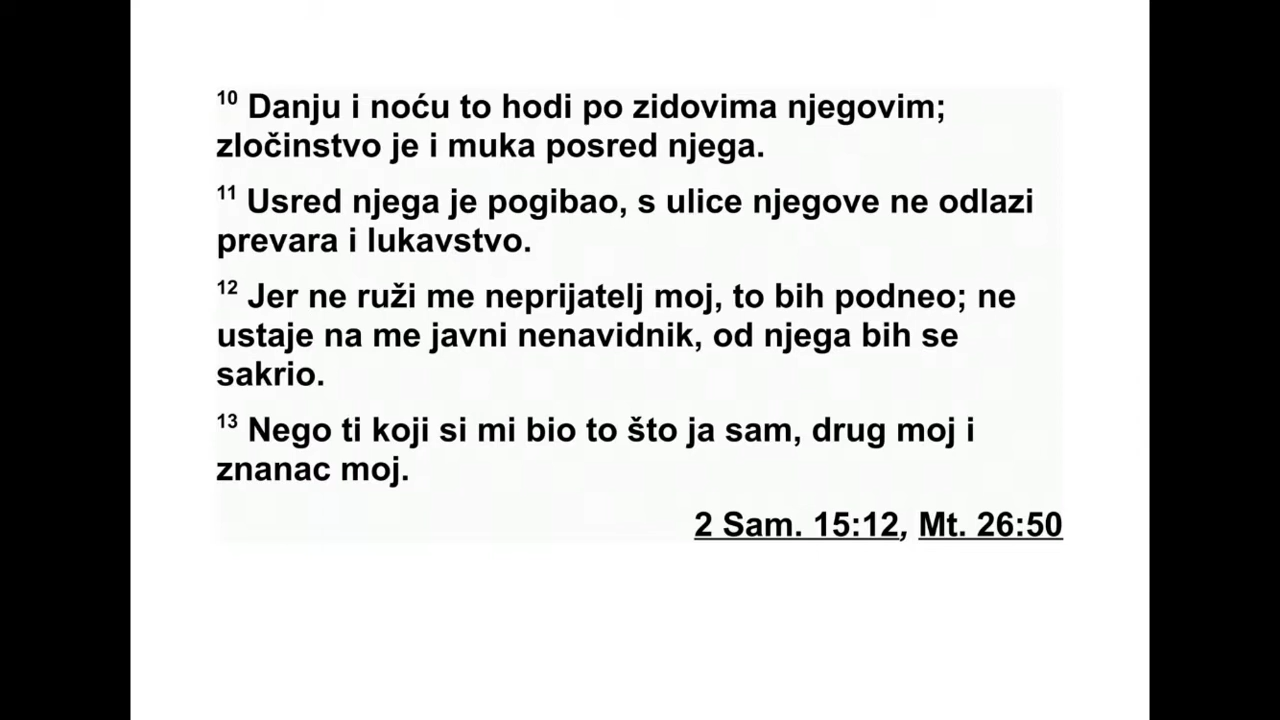 10 Danju i noću to hodi po zidovima njegovim;
zločinstvo je i muka posred njega.
11 Usred njega je pogibao, s ulice njegove ne odlazi
prevara i lukavstvo.
12 Jer ne ruži me neprijatelj moj, to bih podneo; ne
ustaje na me javni nenavidnik, od njega bih se
sakrio.
13 Nego ti koji si mi bio to što ja sam, drug moj i
znanac moj.
2 Sam. 15:12, Mt. 26:50